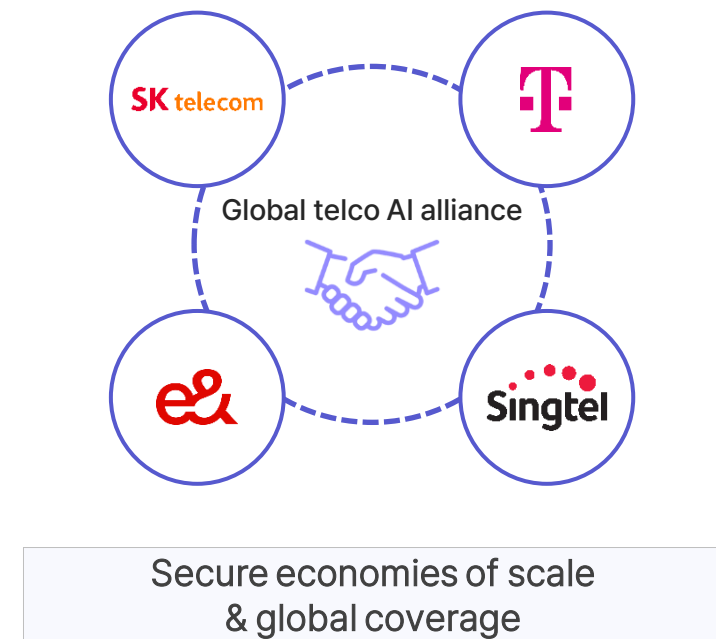 SK telecom
T
Global telco AI alliance
e&
Singtel
Secure economies of scale
& global coverage